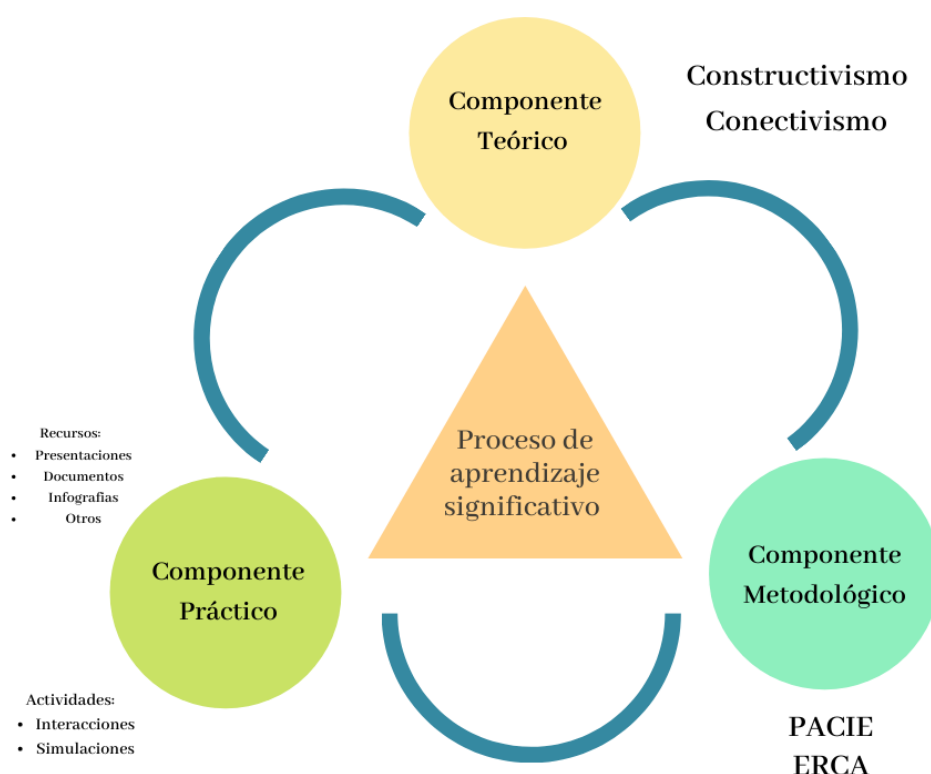 Componente
Teórico
Constructivismo
Conectivismo
Proceso de
aprendizaje
significativo
Recursos:
• Presentaciones
• Documentos
• Infografias
• Otros
Componente
Práctico
Actividades:
• Interacciones
• Simulaciones
Componente
Metodológico
PACIE
ERCA